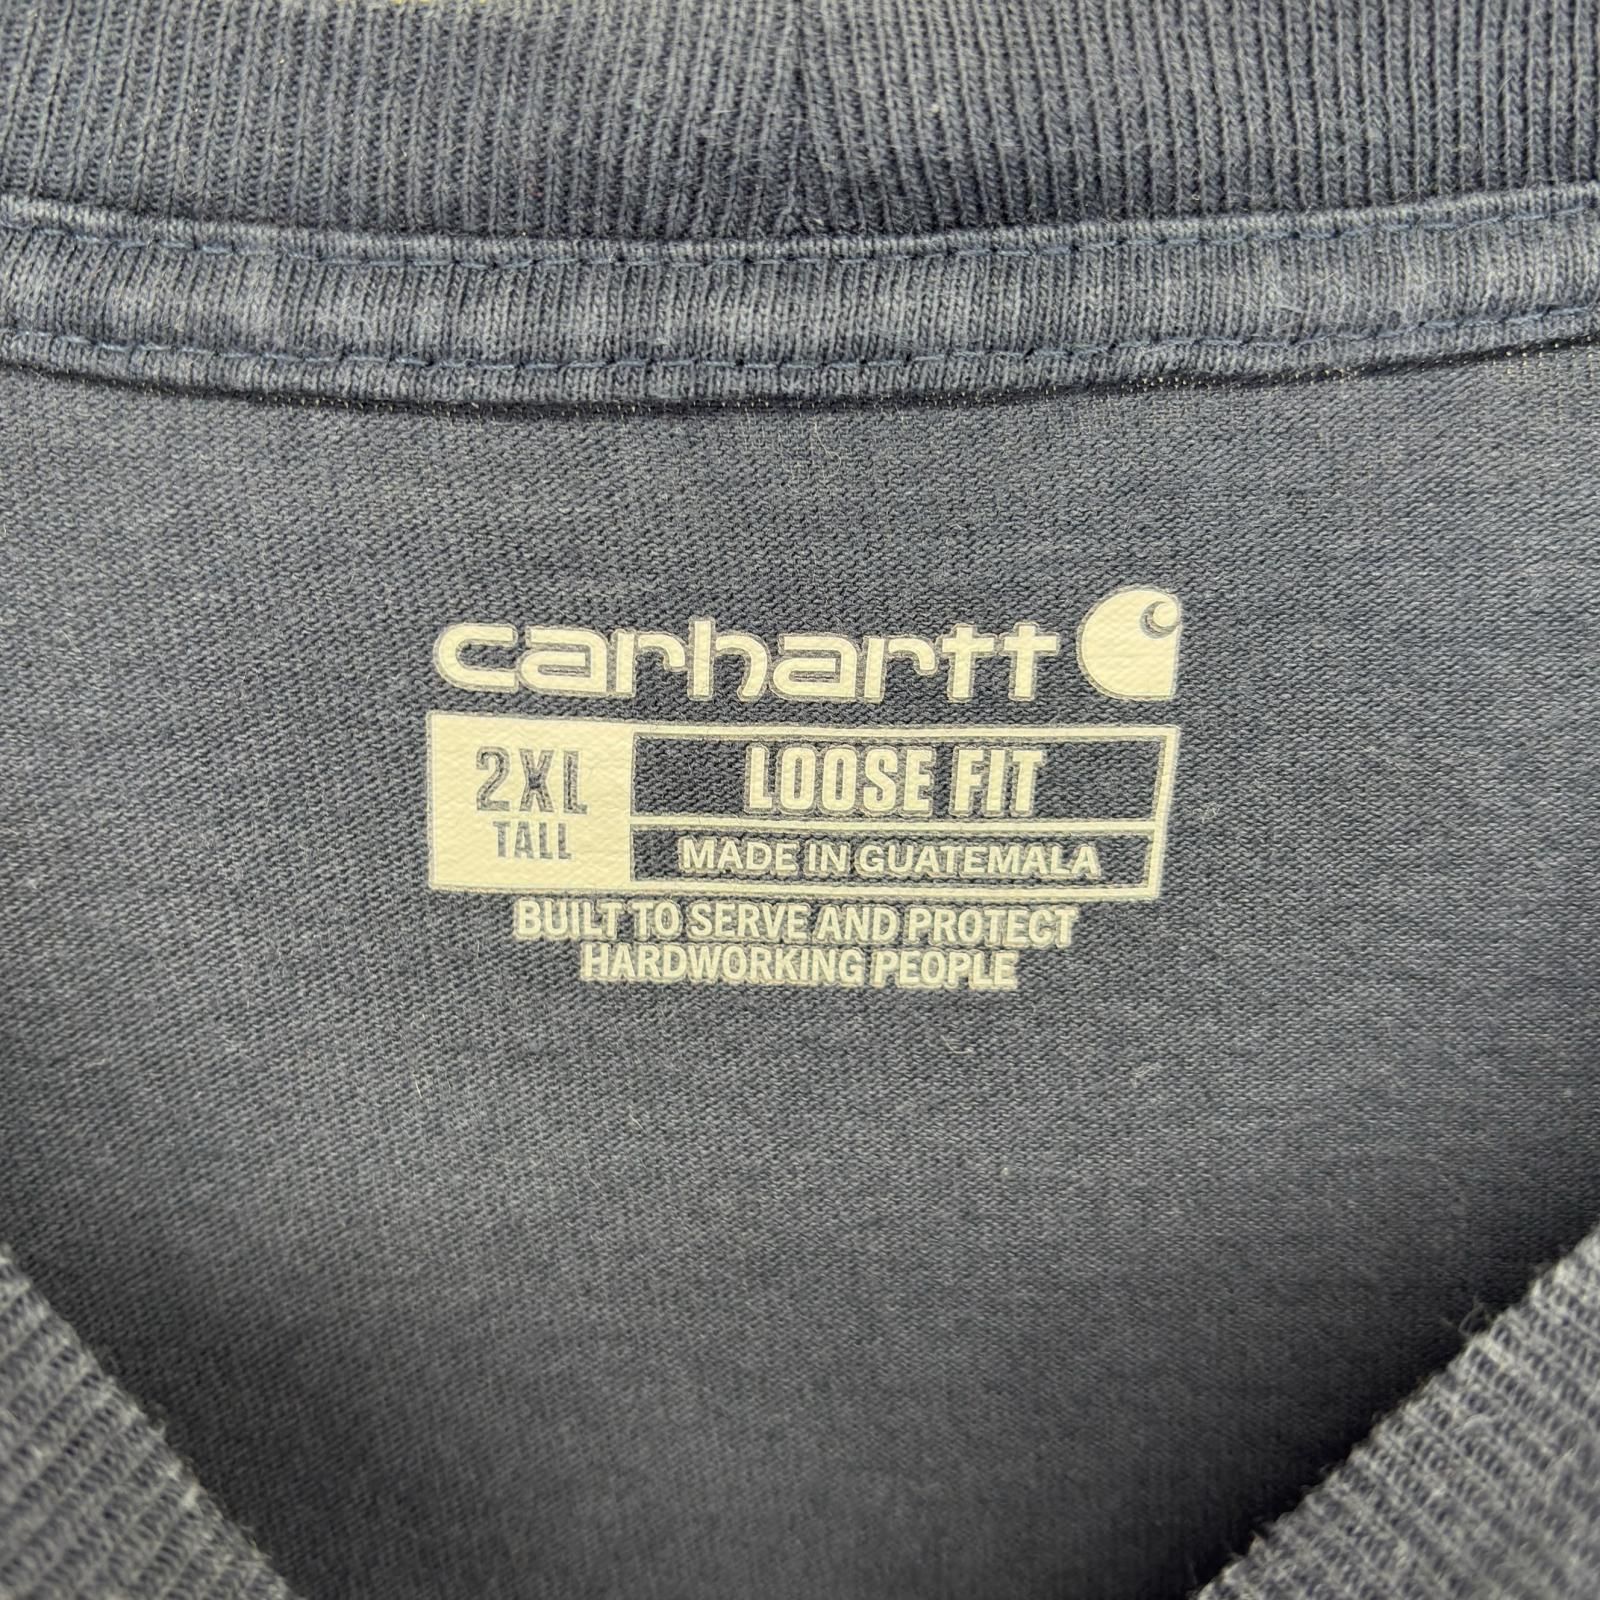 carhartt
2XL
TALL
LOOSE FIT
MADE IN GUATEMALA
BUILT TO SERVE AND PROTECT
HARDWORKING PEOPLE